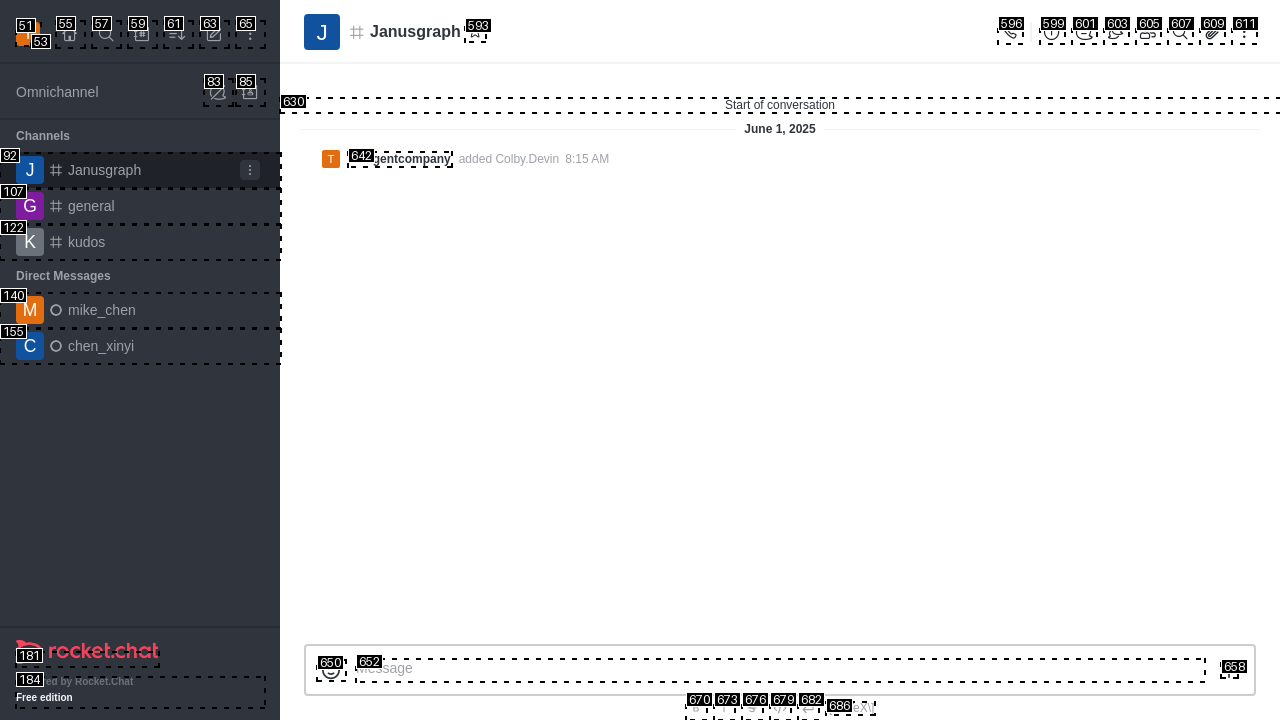 51
53
55
57
59
61
63
65
J
Janusgraph
593
596
599
601
603
605
607
609
611
Omnichannel
83
85
630
Start of conversation
Channels
June 1, 2025
92
J
Janusgraph
T
642
gentcompany added Colby.Devin 8:15 AM
107
G
general
122
K
kudos
Direct Messages
140
M
mike_chen
155
C
chen_xinyi
181
rocket.chat
184
ed by Rocket.Chat
Free edition
650
652
essage
658
670
673
676
679
682
686